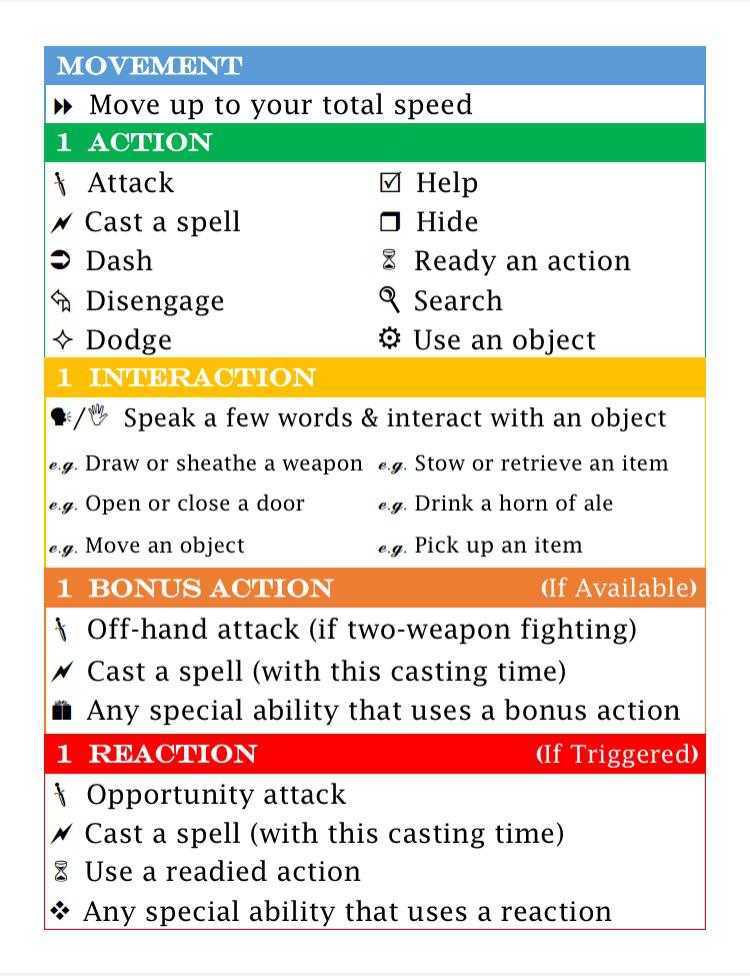 MOVEMENT
Move up to your total speed
1 ACTION
Attack
Help
Cast a spell
Hide
Dash
Ready an action
Disengage
Search
Dodge
Use an object
1 INTERACTION
/ Speak a few words & interact with an object
e.g. Draw or sheathe a weapon e.g. Stow or retrieve an item
e.g. Open or close a door e.g. Drink a horn of ale
e.g. Move an object e.g. Pick up an item
1 BONUS ACTION (If Available)
Off-hand attack (if two-weapon fighting)
Cast a spell (with this casting time)
Any special ability that uses a bonus action
1 REACTION (If Triggered)
Opportunity attack
Cast a spell (with this casting time)
Use a readied action
Any special ability that uses a reaction